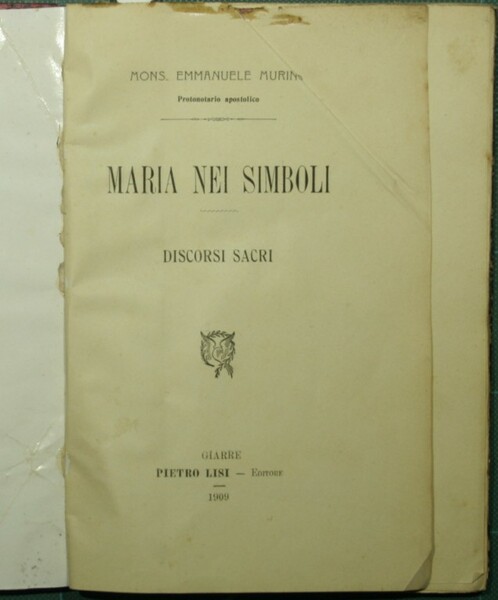 MONS. EMMANUELE MURIN
Protonotario apostolico
MARIA NEI SIMBOLI
DISCORSI SACRI
GIARRE
PIETRO LISI — EDITORE
1909